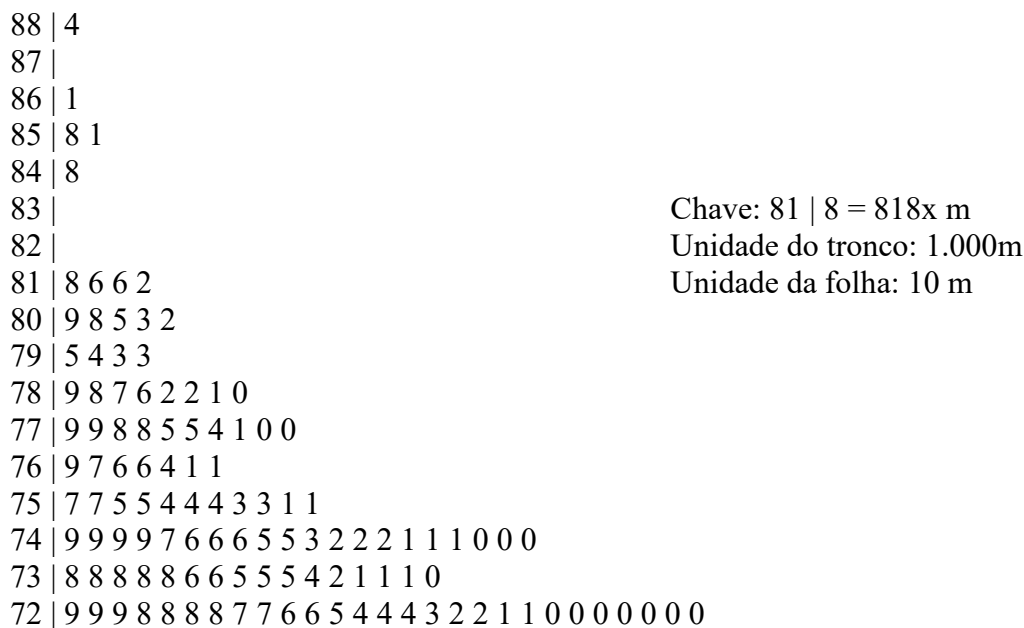 88 | 4
87 |
86 | 1
85 | 8 1
84 | 8
83 |
82 |
81 | 8 6 6 2
80 | 9 8 5 3 2
79 | 5 4 3 3
78 | 9 8 7 6 2 2 1 0
77 | 9 9 8 8 5 5 4 1 0 0
76 | 9 7 6 6 4 1 1
75 | 7 7 5 5 4 4 4 3 3 1 1
74 | 9 9 9 9 7 6 6 6 5 5 3 2 2 2 1 1 1 0 0 0
73 | 8 8 8 8 8 6 6 5 5 5 4 2 1 1 1 0
72 | 9 9 9 8 8 8 8 7 7 6 6 5 4 4 4 3 2 2 1 1 0 0 0 0 0 0 0
Chave: 81 | 8 = 818x m
Unidade do tronco: 1.000m
Unidade da folha: 10 m